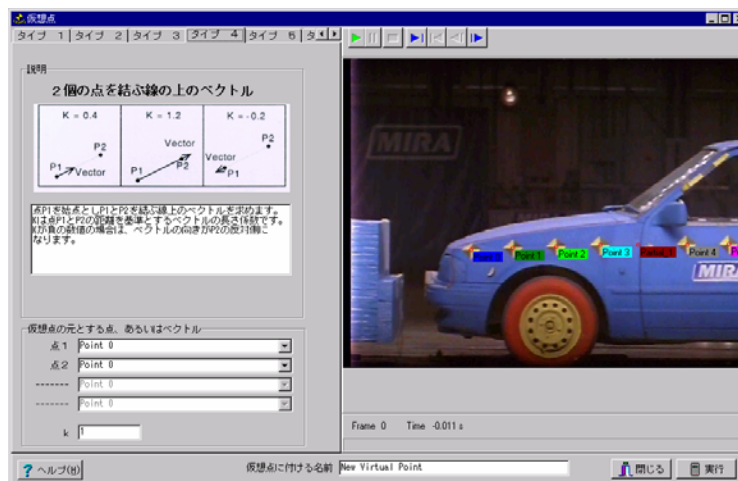 仮想点
タイプ 1 タイプ 2 タイプ 3 タイプ 4 タイプ 5 タ
説明
2個の点を結ぶ線の上のベクトル
K = 0.4 K = 1.2 K = -0.2
P1 P2 Vector
P1 P2 Vector
P1 P2 Vector
点P1を始点としP1とP2を結ぶ線上のベクトルを求めます。
Kは点P1とP2の距離を基準とするベクトルの長さ係数です。
Kが負の数値の場合は、ベクトルの向きがP2の反対側に
なります。
仮想点の元とする点、あるいはベクトル
点1 Point 0
点2 Point 0
------- Point 0
------- Point 0
k 1
MIRA
Point 0 Point 1 Point 2 Point 3 Point 4
MIRA
Frame 0 Time -0.011 s
ヘルプ(H) 仮想点に付ける名前 New Virtual Point 閉じる 実行